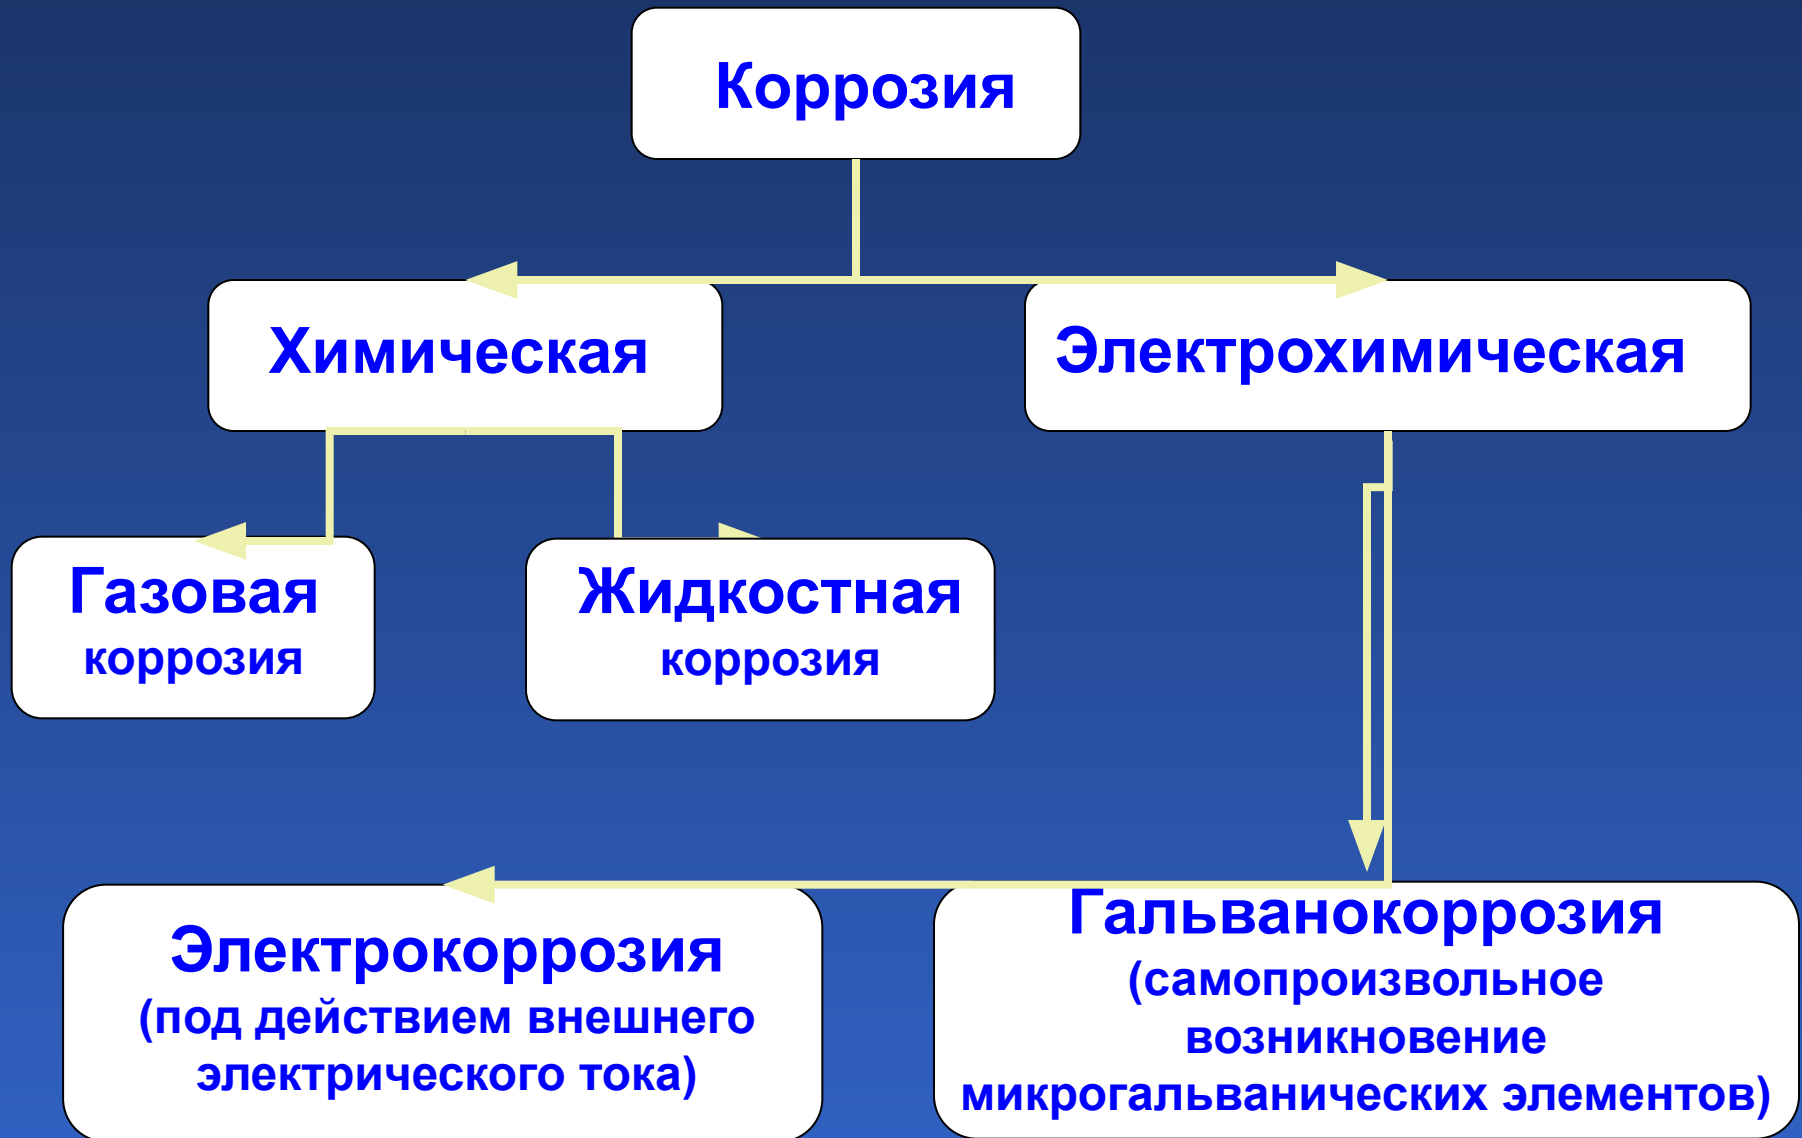 Коррозия
Химическая
Электрохимическая
Газовая
коррозия
Жидкостная
коррозия
Электрокоррозия
(под действием внешнего
электрического тока)
Гальванокоррозия
(самопроизвольное
возникновение
микрогальванических элементов)